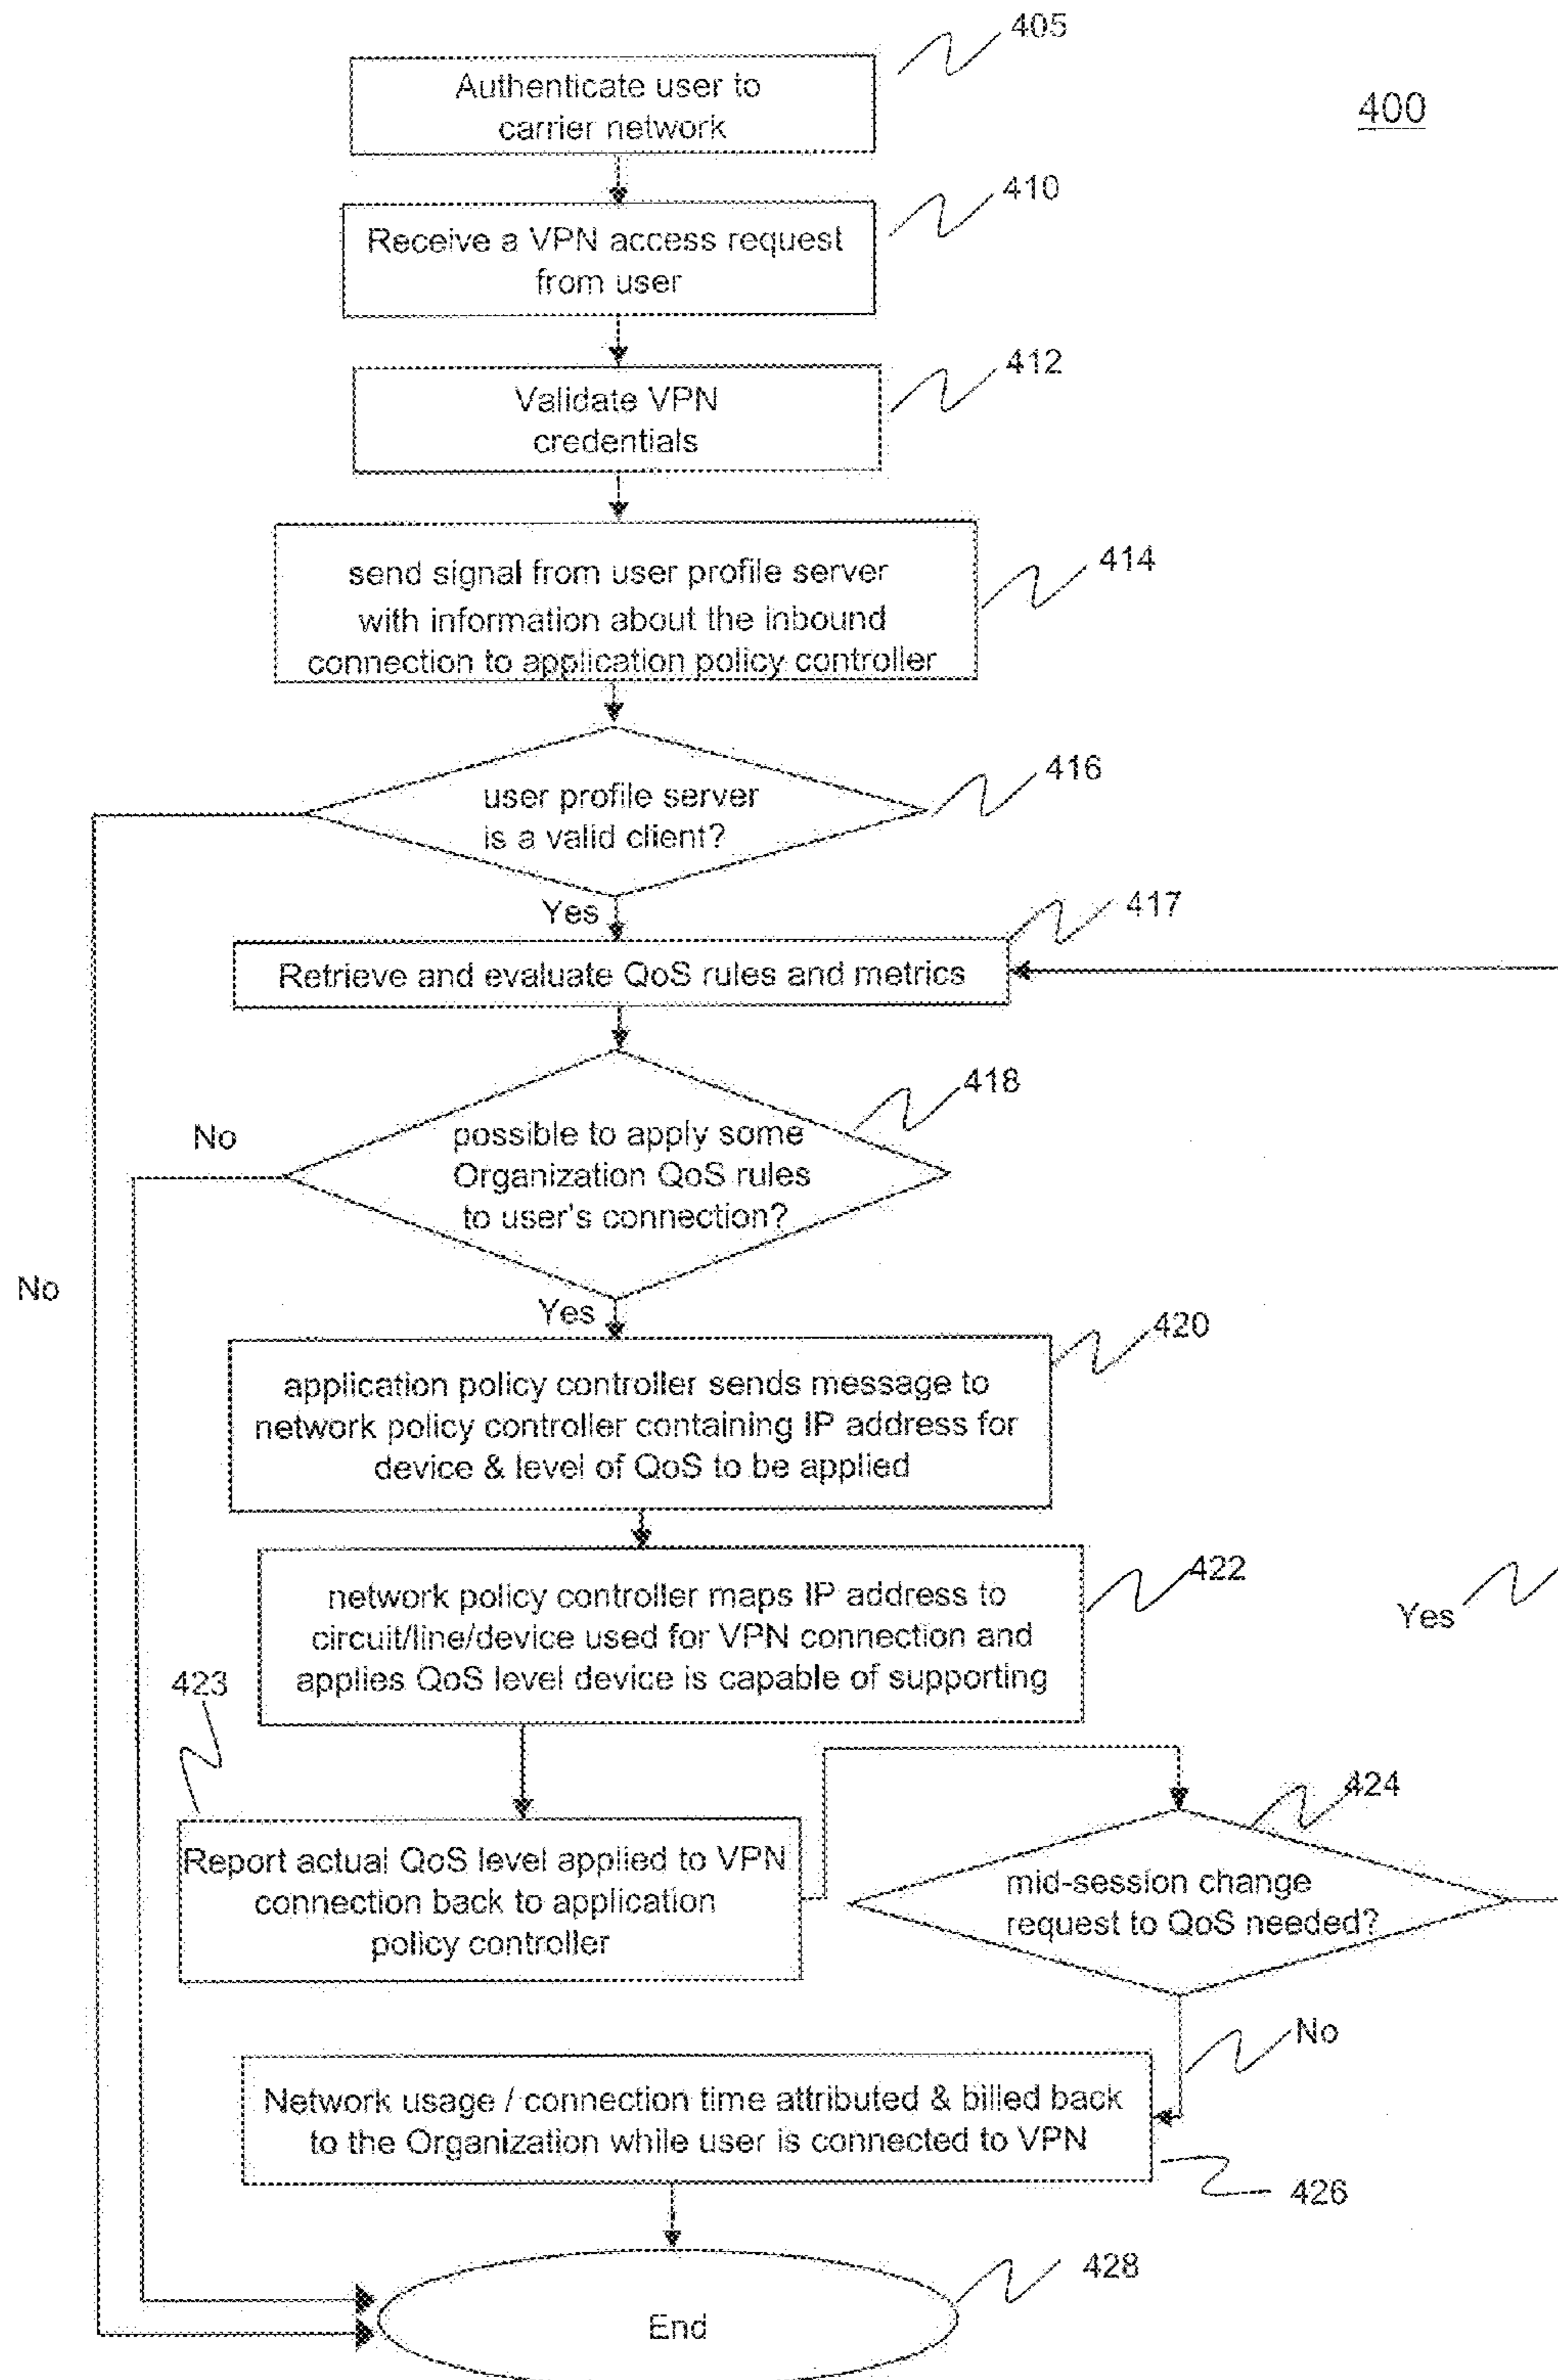 405
Authenticate user to
carrier network
400
410
Receive a VPN access request
from user
412
Validate VPN
credentials
414
send signal from user profile server
with information about the inbound
connection to application policy controller
416
user profile server
is a valid client?
Yes
417
Retrieve and evaluate QoS rules and metrics
418
No
possible to apply some
Organization QoS rules
to user's connection?
No
Yes
420
application policy controller sends message to
network policy controller containing IP address for
device & level of QoS to be applied
422
network policy controller maps IP address to
circuit/line/device used for VPN connection and
applies QoS level device is capable of supporting
Yes
423
424
Report actual QoS level applied to VPN
connection back to application
policy controller
mid-session change
request to QoS needed?
No
Network usage / connection time attributed & billed back
to the Organization while user is connected to VPN
426
428
End